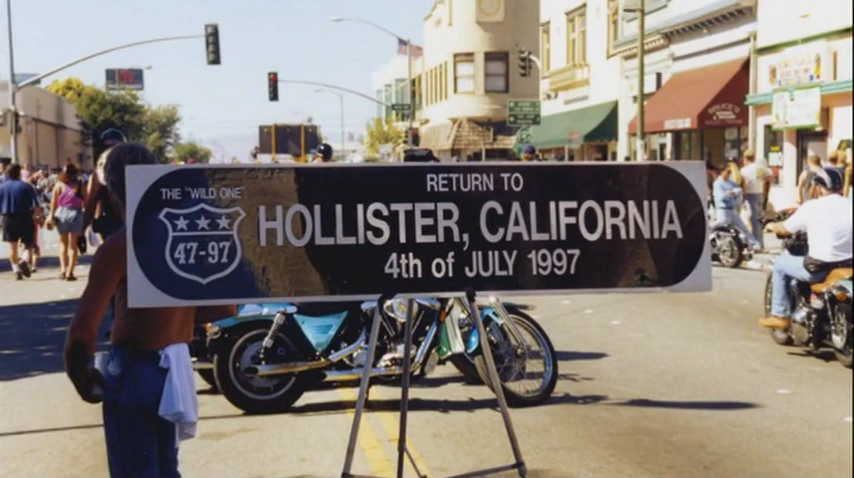 THE "WILD ONE"
47-97
RETURN TO
HOLLISTER, CALIFORNIA
4th of JULY 1997